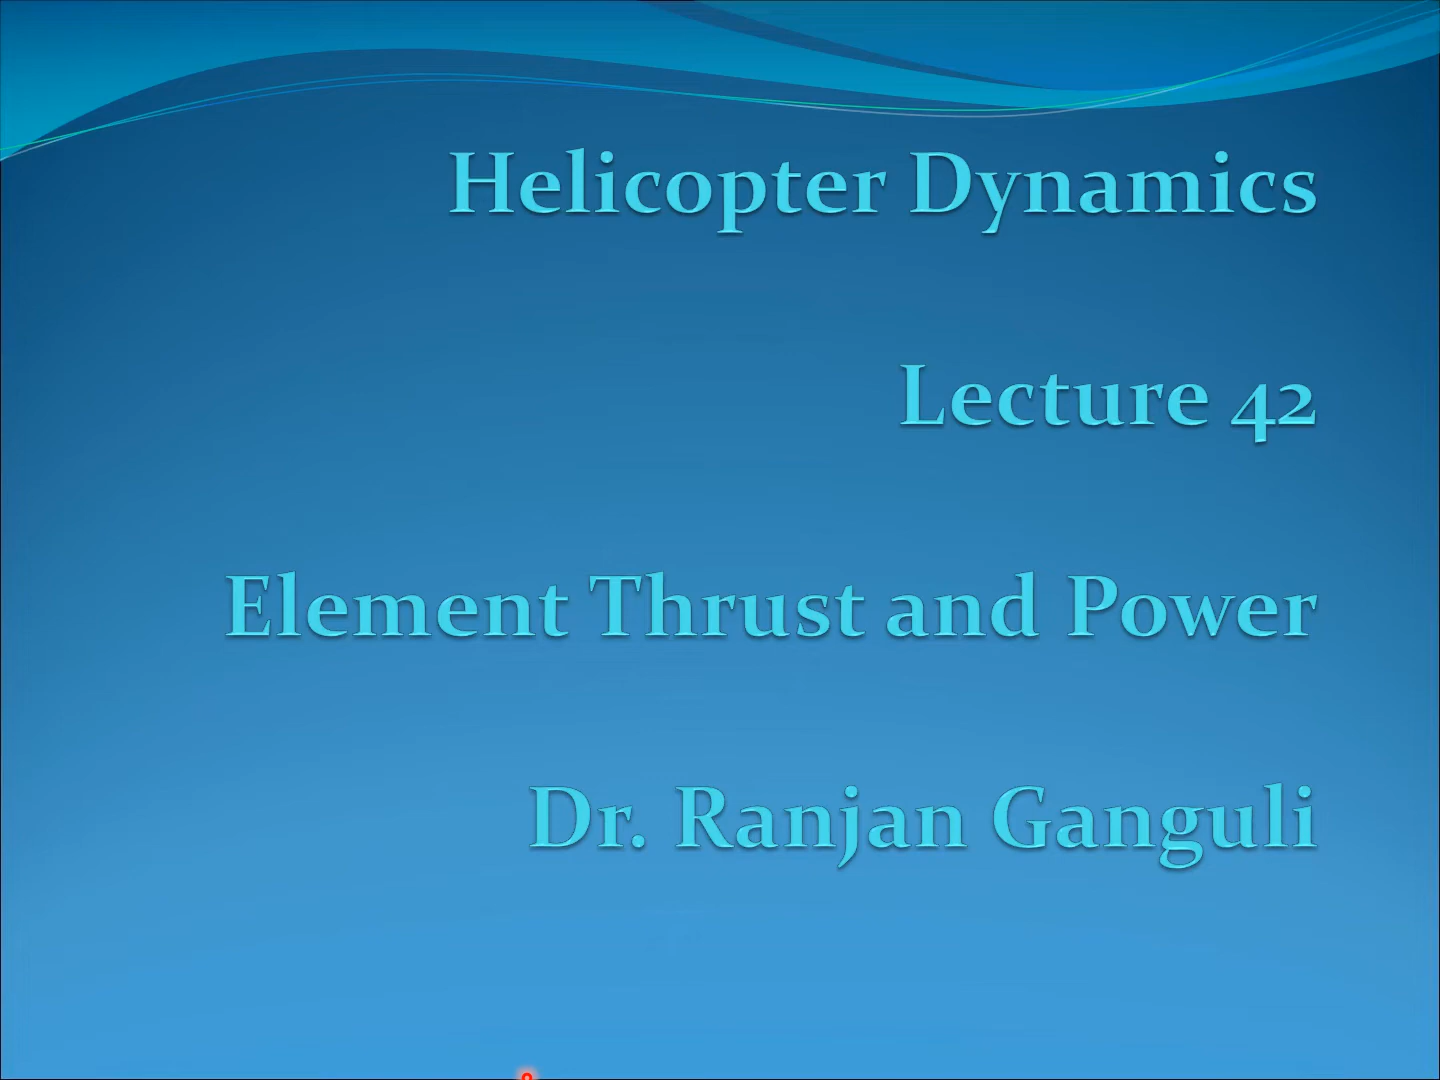 Helicopter Dynamics
Lecture 42
Element Thrust and Power
Dr. Ranjan Ganguli